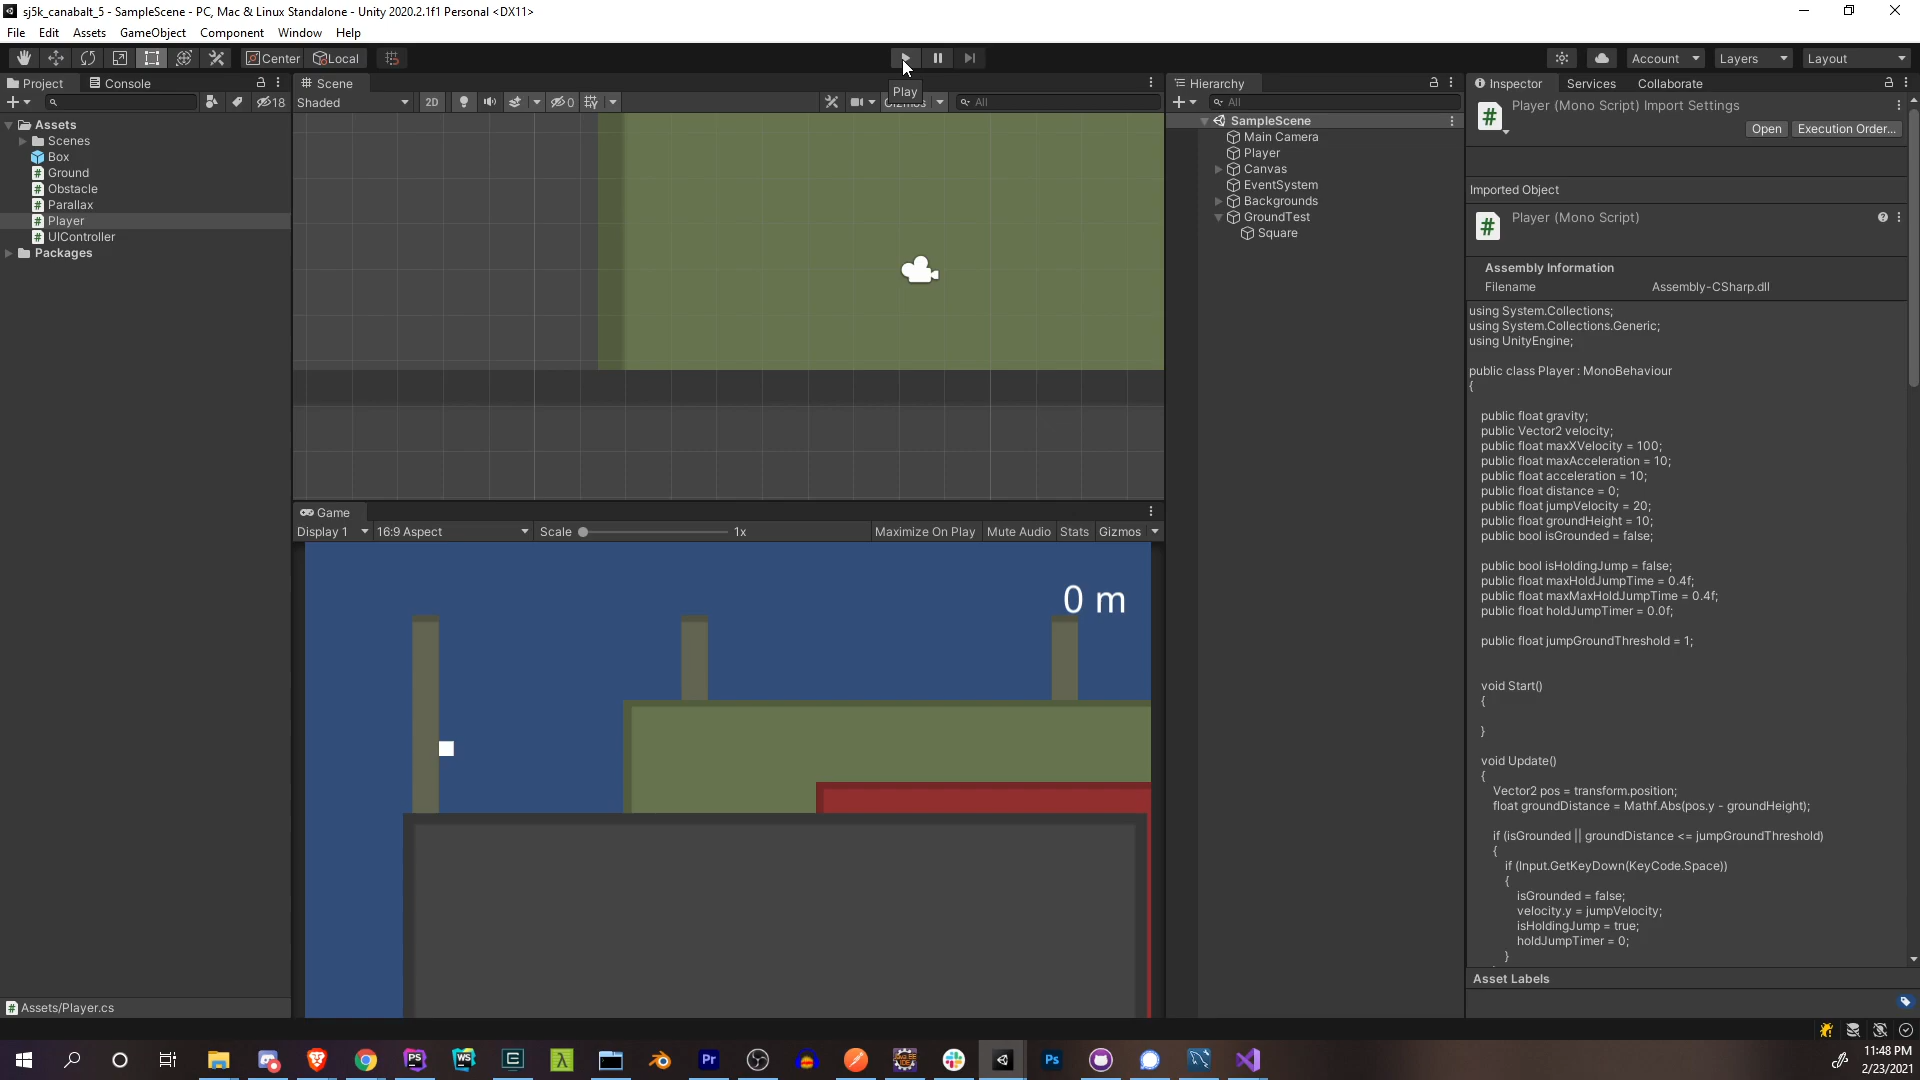 sj5k_canabalt_5 - SampleScene - PC, Mac & Linux Standalone - Unity 2020.2.1f1 Personal <DX11>
File Edit Assets GameObject Component Window Help
Center Local Account Layers Layout
Project Console
18
Assets
Scenes
Box
Ground
Obstacle
Parallax
Player
UIController
Packages
Assets/Player.cs
Scene
Shaded 2D 0 All
Play
Game
Display 1 16:9 Aspect Scale 1x Maximize On Play Mute Audio Stats Gizmos
0 m
Hierarchy
All
SampleScene
Main Camera
Player
Canvas
EventSystem
Backgrounds
GroundTest
Square
Inspector Services Collaborate
Player (Mono Script) Import Settings
Open Execution Order...
Imported Object
Player (Mono Script)
Assembly Information
Filename Assembly-CSharp.dll
using System.Collections;
using System.Collections.Generic;
using UnityEngine;
public class Player : MonoBehaviour
{
public float gravity;
public Vector2 velocity;
public float maxXVelocity = 100;
public float maxAcceleration = 10;
public float acceleration = 10;
public float distance = 0;
public float jumpVelocity = 20;
public float groundHeight = 10;
public bool isGrounded = false;
public bool isHoldingJump = false;
public float maxHoldJumpTime = 0.4f;
public float maxMaxHoldJumpTime = 0.4f;
public float holdJumpTimer = 0.0f;
public float jumpGroundThreshold = 1;
void Start()
{
}
void Update()
{
Vector2 pos = transform.position;
float groundDistance = Mathf.Abs(pos.y - groundHeight);
if (isGrounded || groundDistance <= jumpGroundThreshold)
{
if (Input.GetKeyDown(KeyCode.Space))
{
isGrounded = false;
velocity.y = jumpVelocity;
isHoldingJump = true;
holdJumpTimer = 0;
}
Asset Labels
11:48 PM
2/23/2021